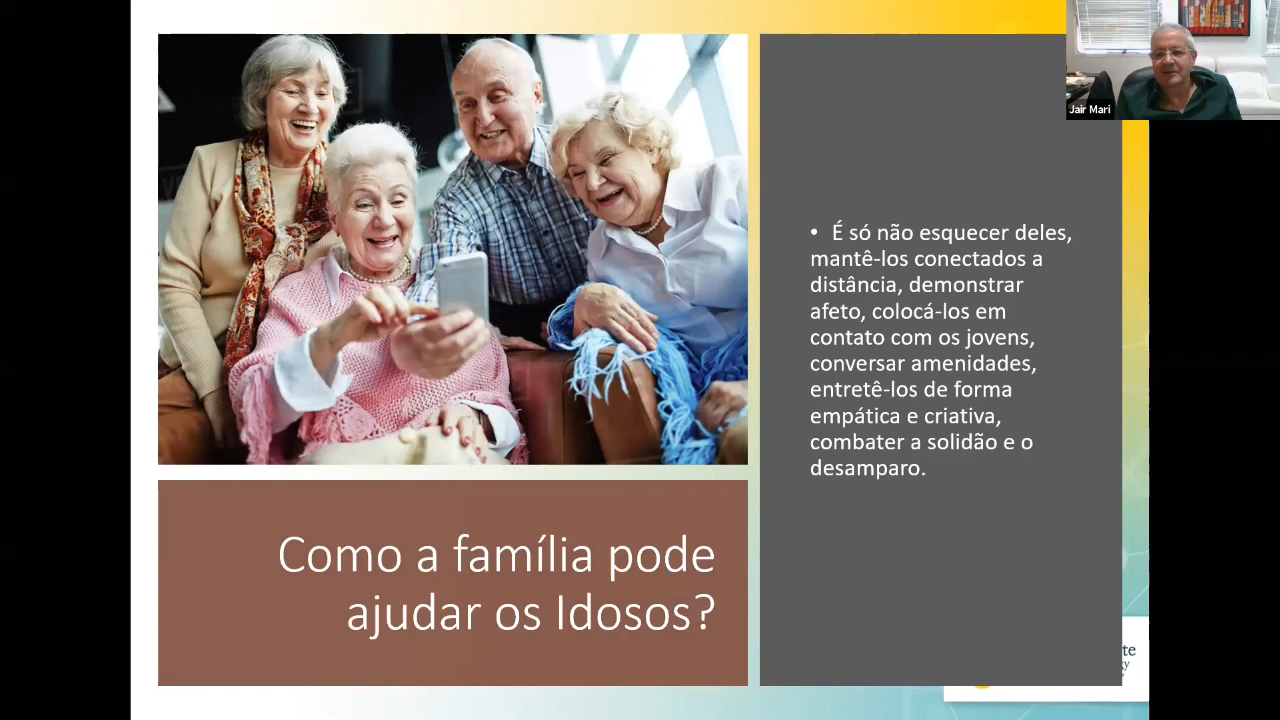 Jair Mari
• É só não esquecer deles,
mantê-los conectados a
distância, demonstrar
afeto, colocá-los em
contato com os jovens,
conversar amenidades,
entretê-los de forma
empática e criativa,
combater a solidão e o
desamparo.
Como a família pode
ajudar os Idosos?